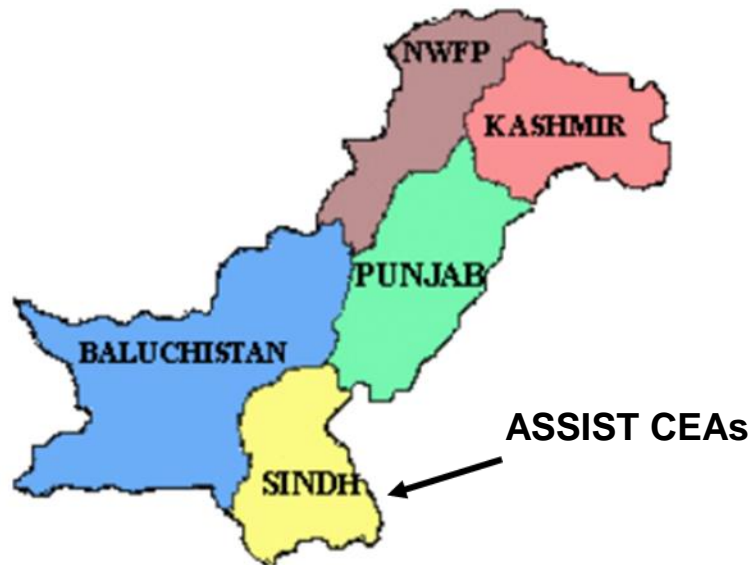 NWFP
KASHMIR
PUNJAB
BALUCHISTAN
ASSIST CEAs
SINDH